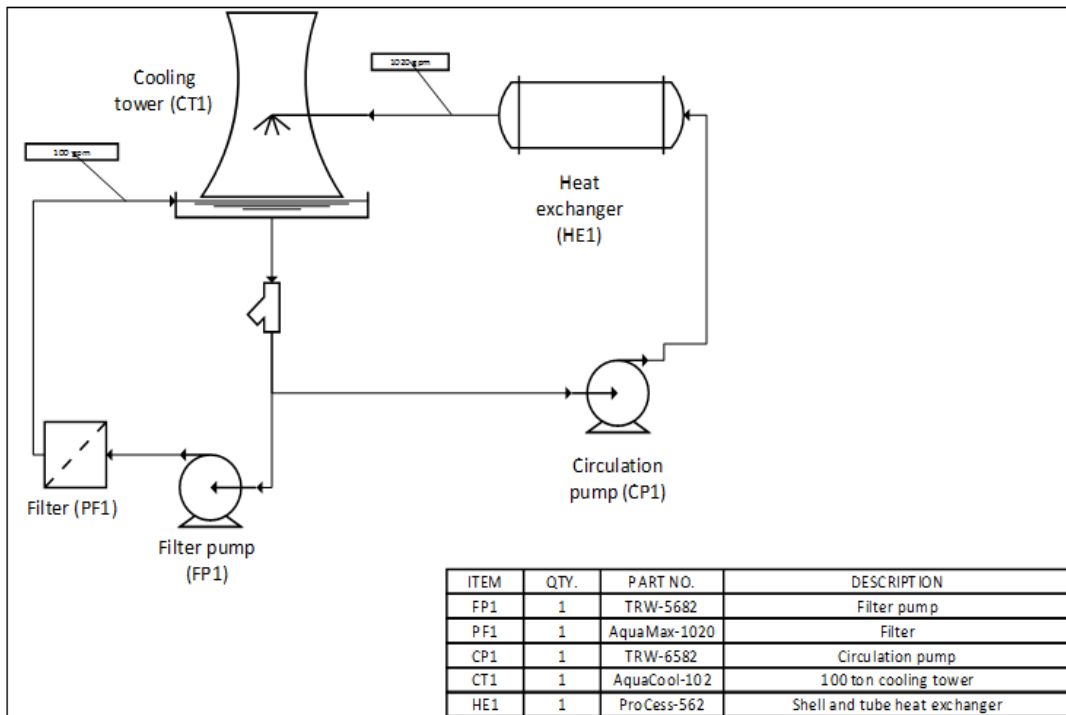 Cooling
tower (CT1)
1020 gpm
100 gpm
Heat
exchanger
(HE1)
Circulation
pump (CP1)
Filter (PF1)
Filter pump
(FP1)
ITEM QTY. PART NO. DESCRIPTION
FP1 1 TRW-5682 Filter pump
PF1 1 AquaMax-1020 Filter
CP1 1 TRW-6582 Circulation pump
CT1 1 AquaCool-102 100 ton cooling tower
HE1 1 ProCess-562 Shell and tube heat exchanger